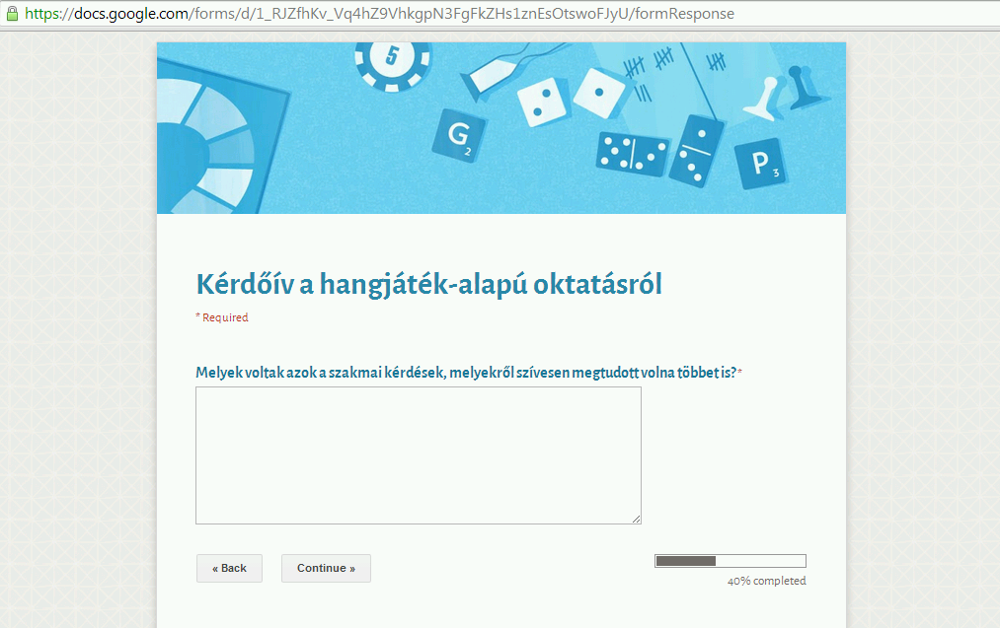 https://docs.google.com/forms/d/1_RJZfhKv_Vq4hZ9VhkgpN3FgFkZHs1znEsOtswoFJyU/formResponse
5
G2
P3
Kérdőív a hangjáték-alapú oktatásról
* Required
Melyek voltak azok a szakmai kérdések, melyekről szívesen megtudott volna többet is? *
« Back
Continue »
40% completed